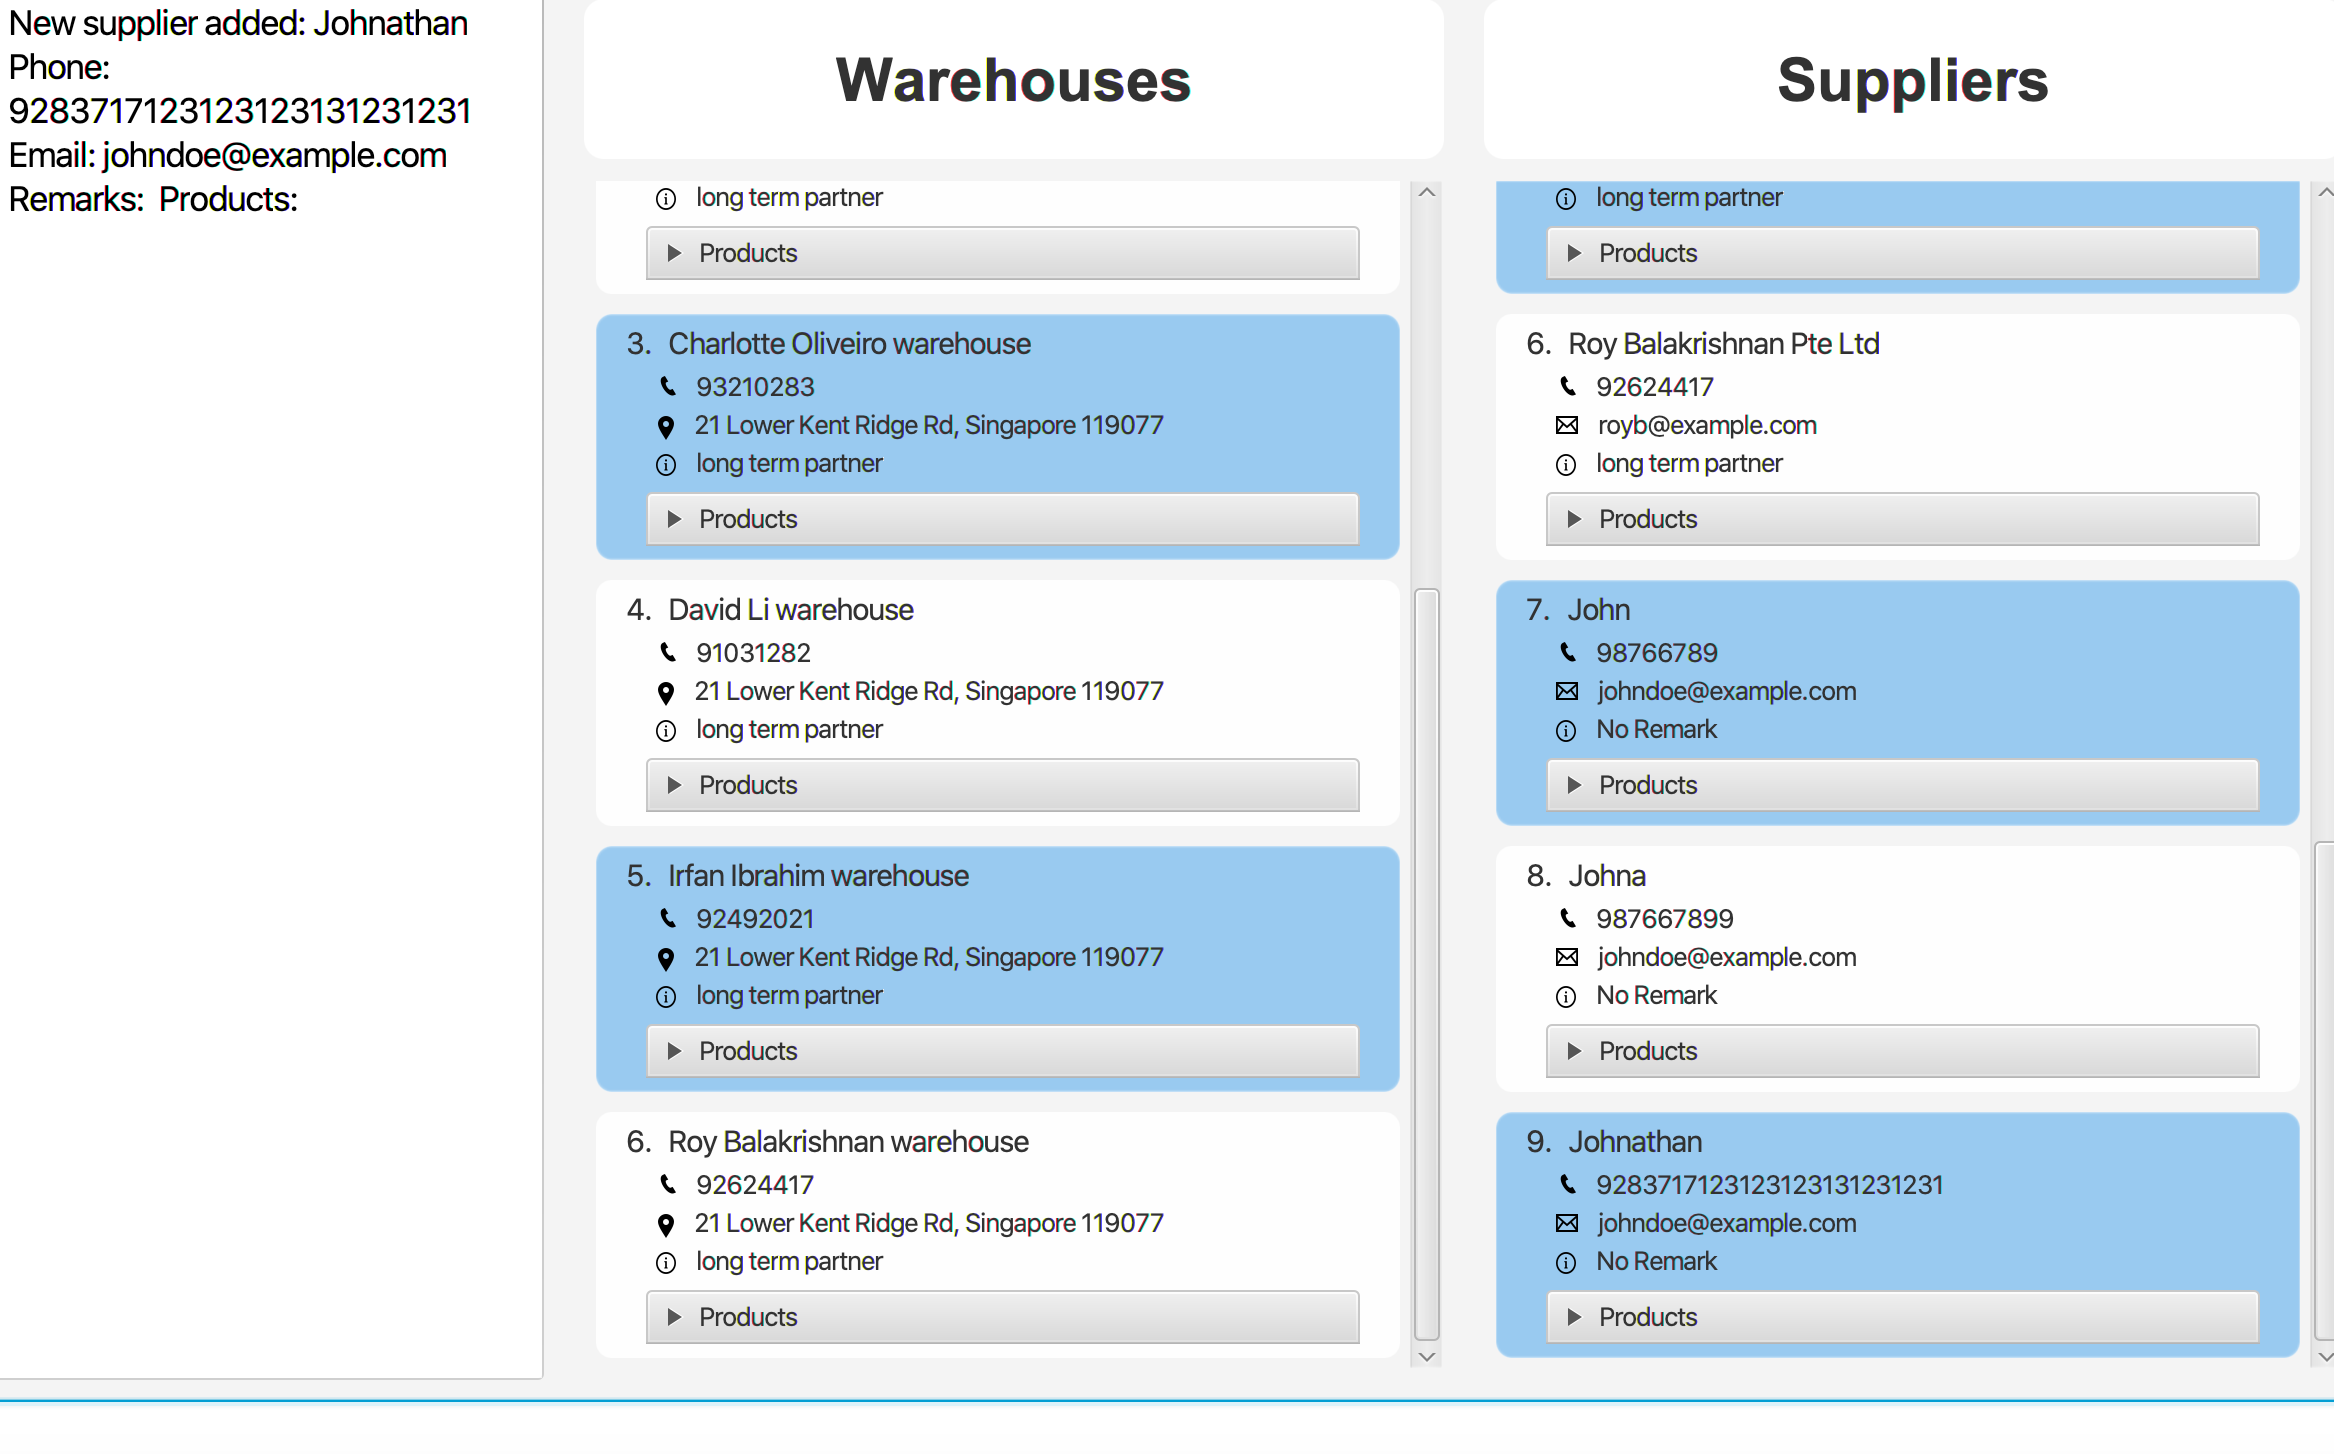 New supplier added: Johnathan
Phone:
9283717123123123131231231
Email: johndoe@example.com
Remarks:  Products:
Warehouses
long term partner
Products
3. Charlotte Oliveiro warehouse
93210283
21 Lower Kent Ridge Rd, Singapore 119077
long term partner
Products
4. David Li warehouse
91031282
21 Lower Kent Ridge Rd, Singapore 119077
long term partner
Products
5. Irfan Ibrahim warehouse
92492021
21 Lower Kent Ridge Rd, Singapore 119077
long term partner
Products
6. Roy Balakrishnan warehouse
92624417
21 Lower Kent Ridge Rd, Singapore 119077
long term partner
Products
Suppliers
long term partner
Products
6. Roy Balakrishnan Pte Ltd
92624417
royb@example.com
long term partner
Products
7. John
98766789
johndoe@example.com
No Remark
Products
8. Johna
987667899
johndoe@example.com
No Remark
Products
9. Johnathan
9283717123123123131231231
johndoe@example.com
No Remark
Products